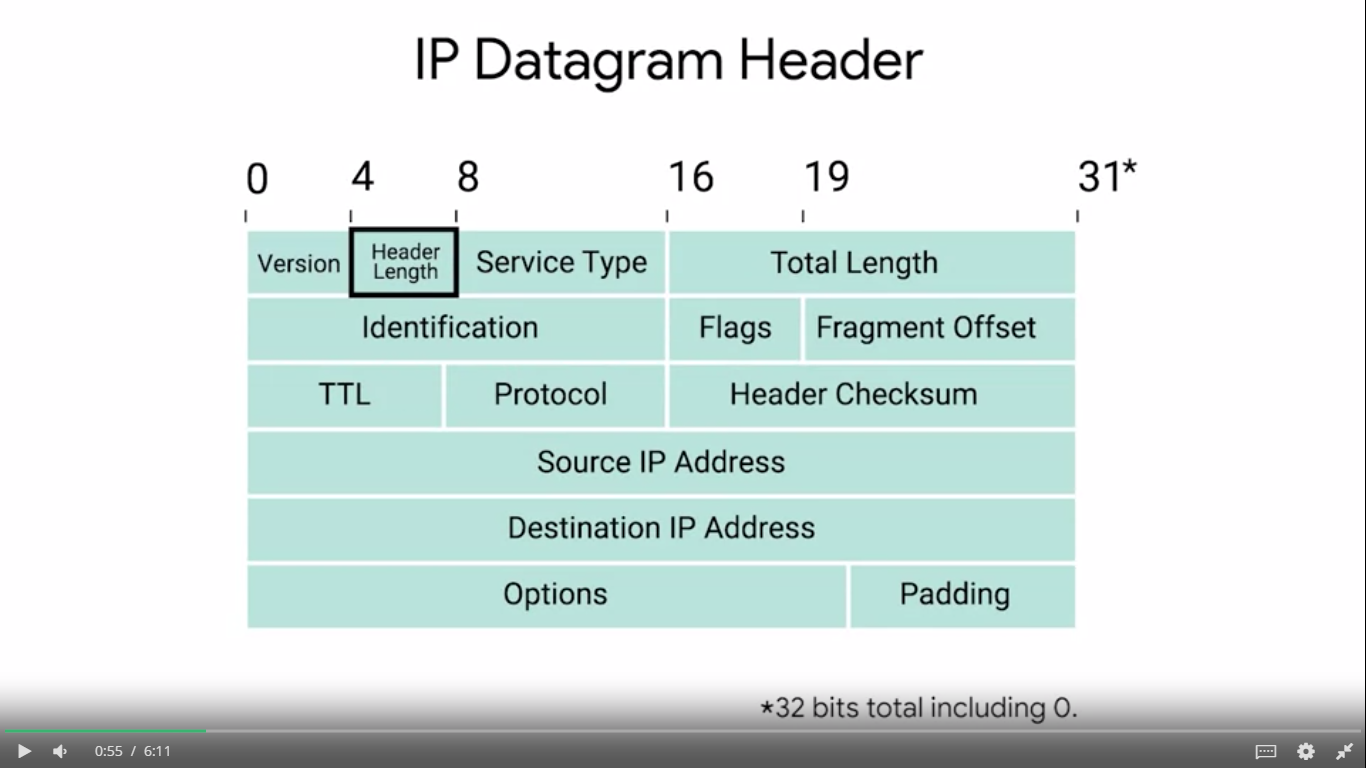 IP Datagram Header
0 4 8 16 19 31*
Version Header Length Service Type Total Length
Identification Flags Fragment Offset
TTL Protocol Header Checksum
Source IP Address
Destination IP Address
Options Padding
*32 bits total including 0.
0:55 / 6:11